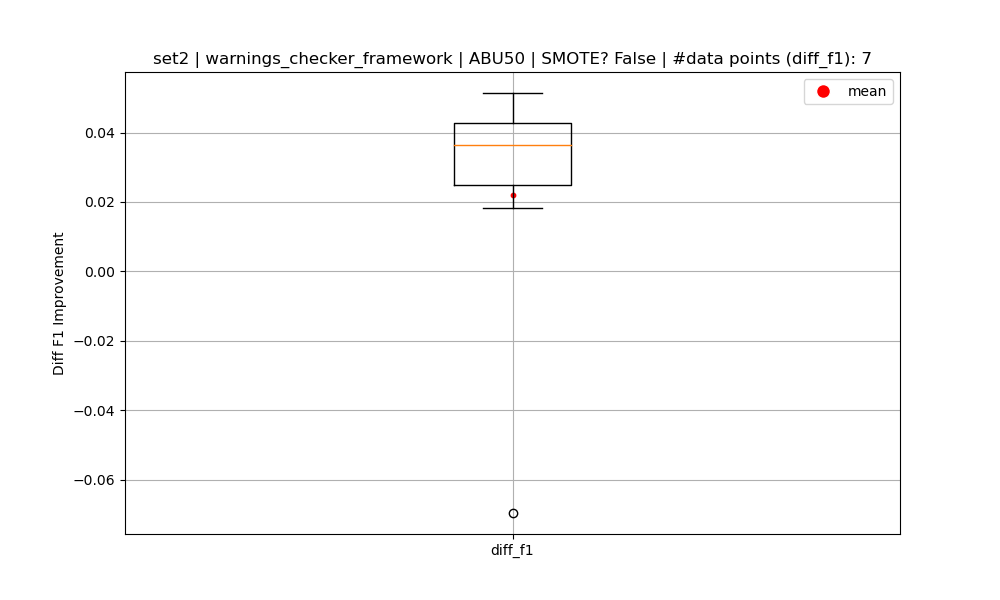 set2 | warnings_checker_framework | ABU50 | SMOTE? False | #data points (diff_f1): 7
mean
0.04
0.02
0.00
−0.02
−0.04
−0.06
Diff F1 Improvement
diff_f1